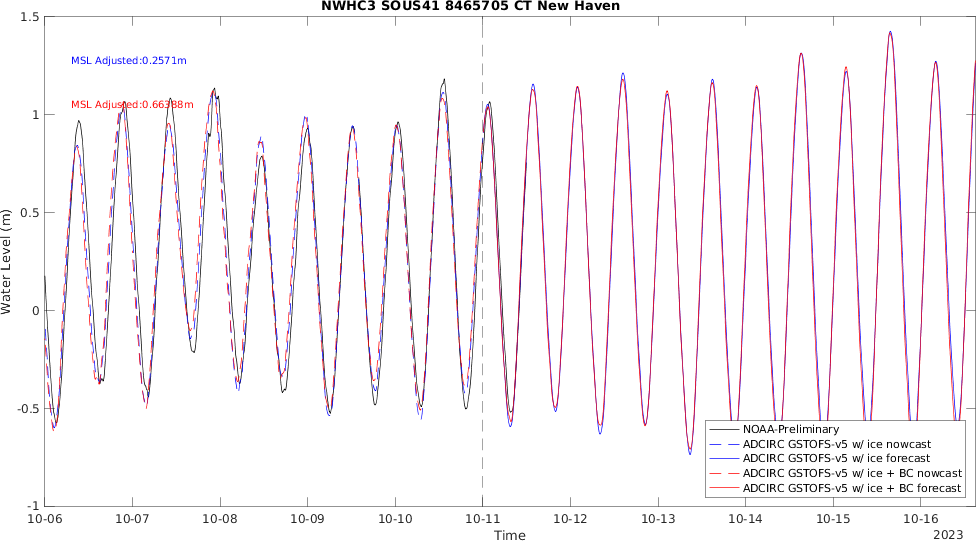 NWHC3 SOUS41 8465705 CT New Haven
1.5
MSL Adjusted:0.2571m
MSL Adjusted:0.66388m
1
0.5
0
-0.5
-1
Water Level (m)
NOAA-Preliminary
ADCIRC GSTOFS-v5 w/ ice nowcast
ADCIRC GSTOFS-v5 w/ ice forecast
ADCIRC GSTOFS-v5 w/ ice + BC nowcast
ADCIRC GSTOFS-v5 w/ ice + BC forecast
10-06 10-07 10-08 10-09 10-10 10-11 10-12 10-13 10-14 10-15 10-16
Time
2023